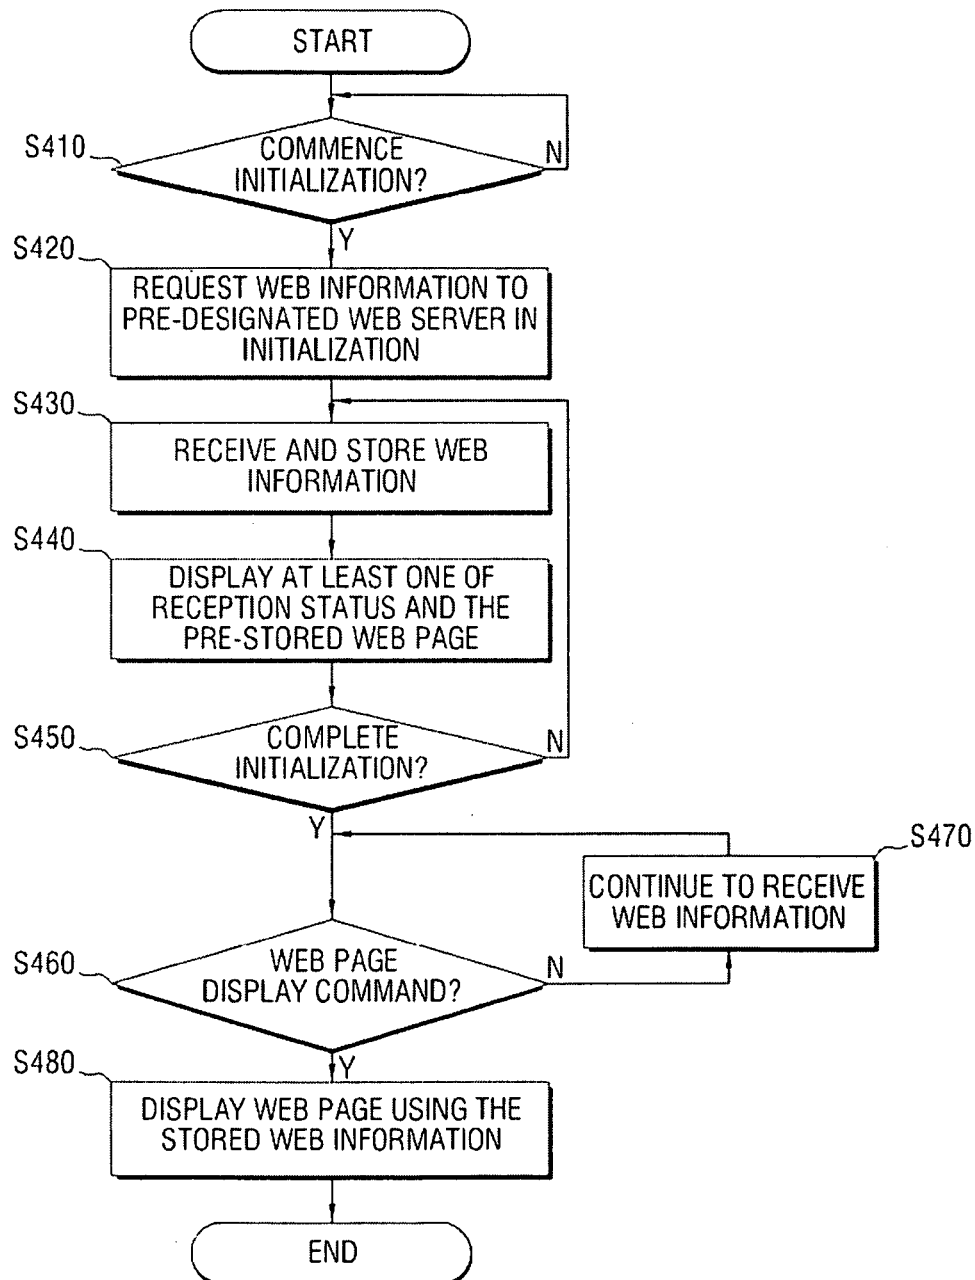 START
S410
COMMENCE
INITIALIZATION?
N
Y
S420
REQUEST WEB INFORMATION TO
PRE-DESIGNATED WEB SERVER IN
INITIALIZATION
S430
RECEIVE AND STORE WEB
INFORMATION
S440
DISPLAY AT LEAST ONE OF
RECEPTION STATUS AND THE
PRE-STORED WEB PAGE
S450
COMPLETE
INITIALIZATION?
N
Y
S470
CONTINUE TO RECEIVE
WEB INFORMATION
S460
WEB PAGE
DISPLAY COMMAND?
N
Y
S480
DISPLAY WEB PAGE USING THE
STORED WEB INFORMATION
END